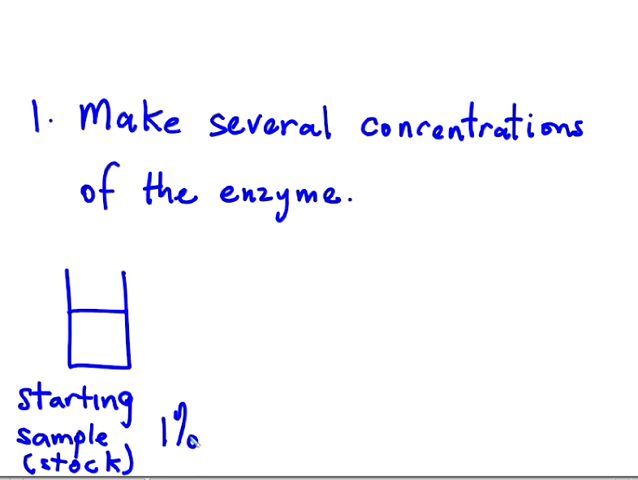 1. Make several concentrations
of the enzyme.
starting
sample 1%
(stock)